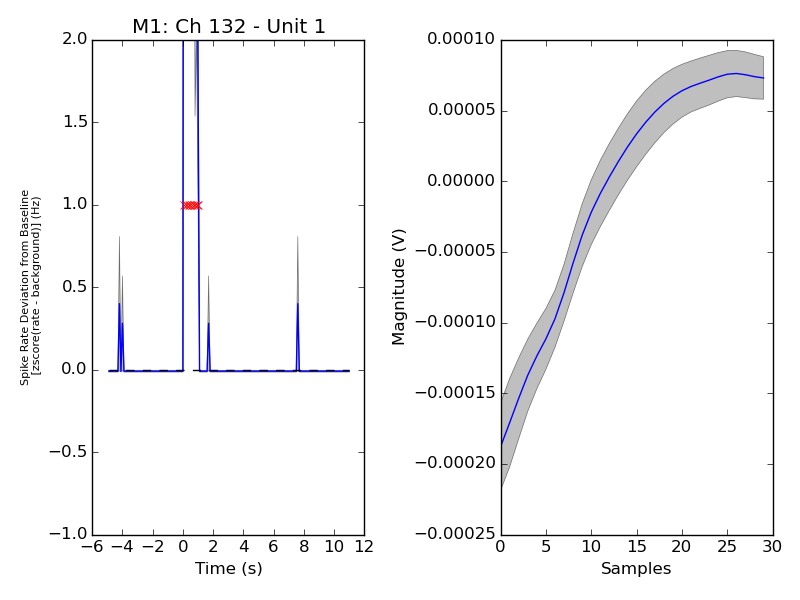 M1: Ch 132 - Unit 1
2.0
1.5
1.0
0.5
0.0
−0.5
−1.0
−6 −4 −2 0 2 4 6 8 10 12
Time (s)
Spike Rate Deviation from Baseline
[zscore(rate - background)] (Hz)
0.00010
0.00005
0.00000
−0.00005
−0.00010
−0.00015
−0.00020
−0.00025
0 5 10 15 20 25 30
Samples
Magnitude (V)